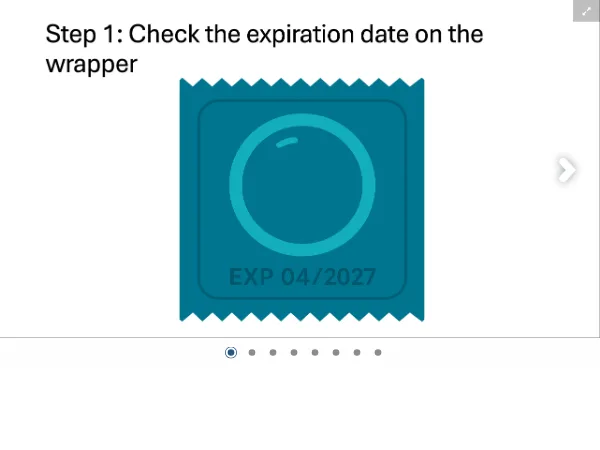 Step 1: Check the expiration date on the
wrapper
EXP 04/2027